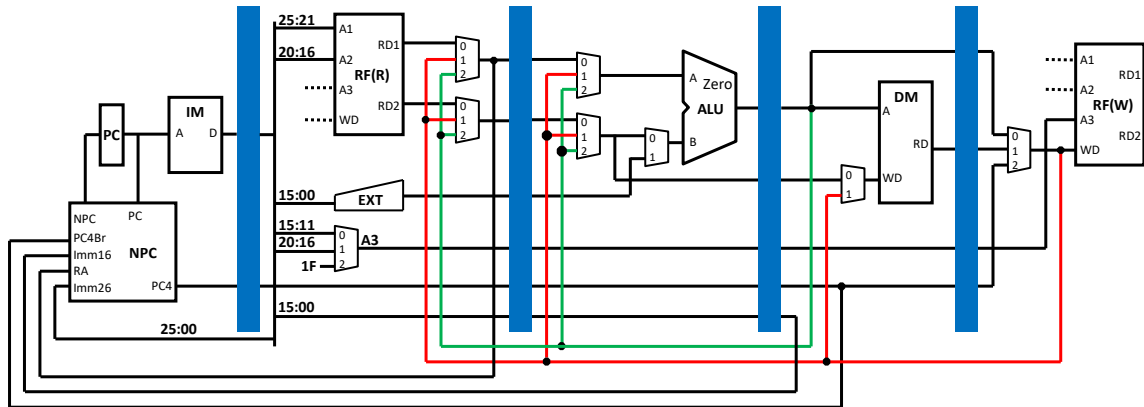 25:21
20:16
A1
A2
A3
WD
RD1
RF(R)
RD2
0
1
2
0
1
2
0
1
2
0
1
2
0
1
A
B
Zero
ALU
0
1
DM
A
RD
WD
0
1
2
A1
RD1
A2
RF(W)
A3
RD2
WD
PC
IM
A
D
15:00
EXT
15:11
20:16
1F
0
1
2
A3
NPC
PC
PC4Br
Imm16
NPC
RA
Imm26
PC4
15:00
25:00